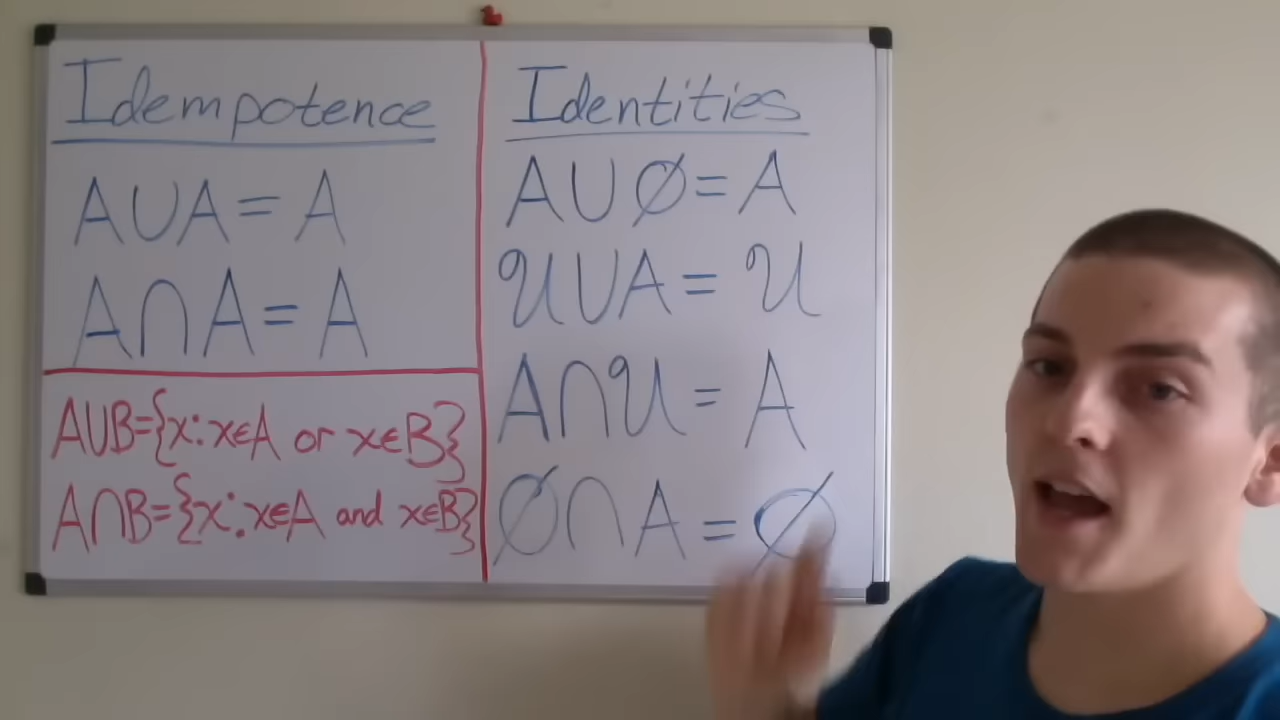 Idempotence
A∪A = A
A∩A = A
A∪B={x:x∈A or x∈B}
A∩B={x:x∈A and x∈B}
Identities
A∪∅=A
𝒰∪A=𝒰
A∩𝒰=A
∅∩A=∅